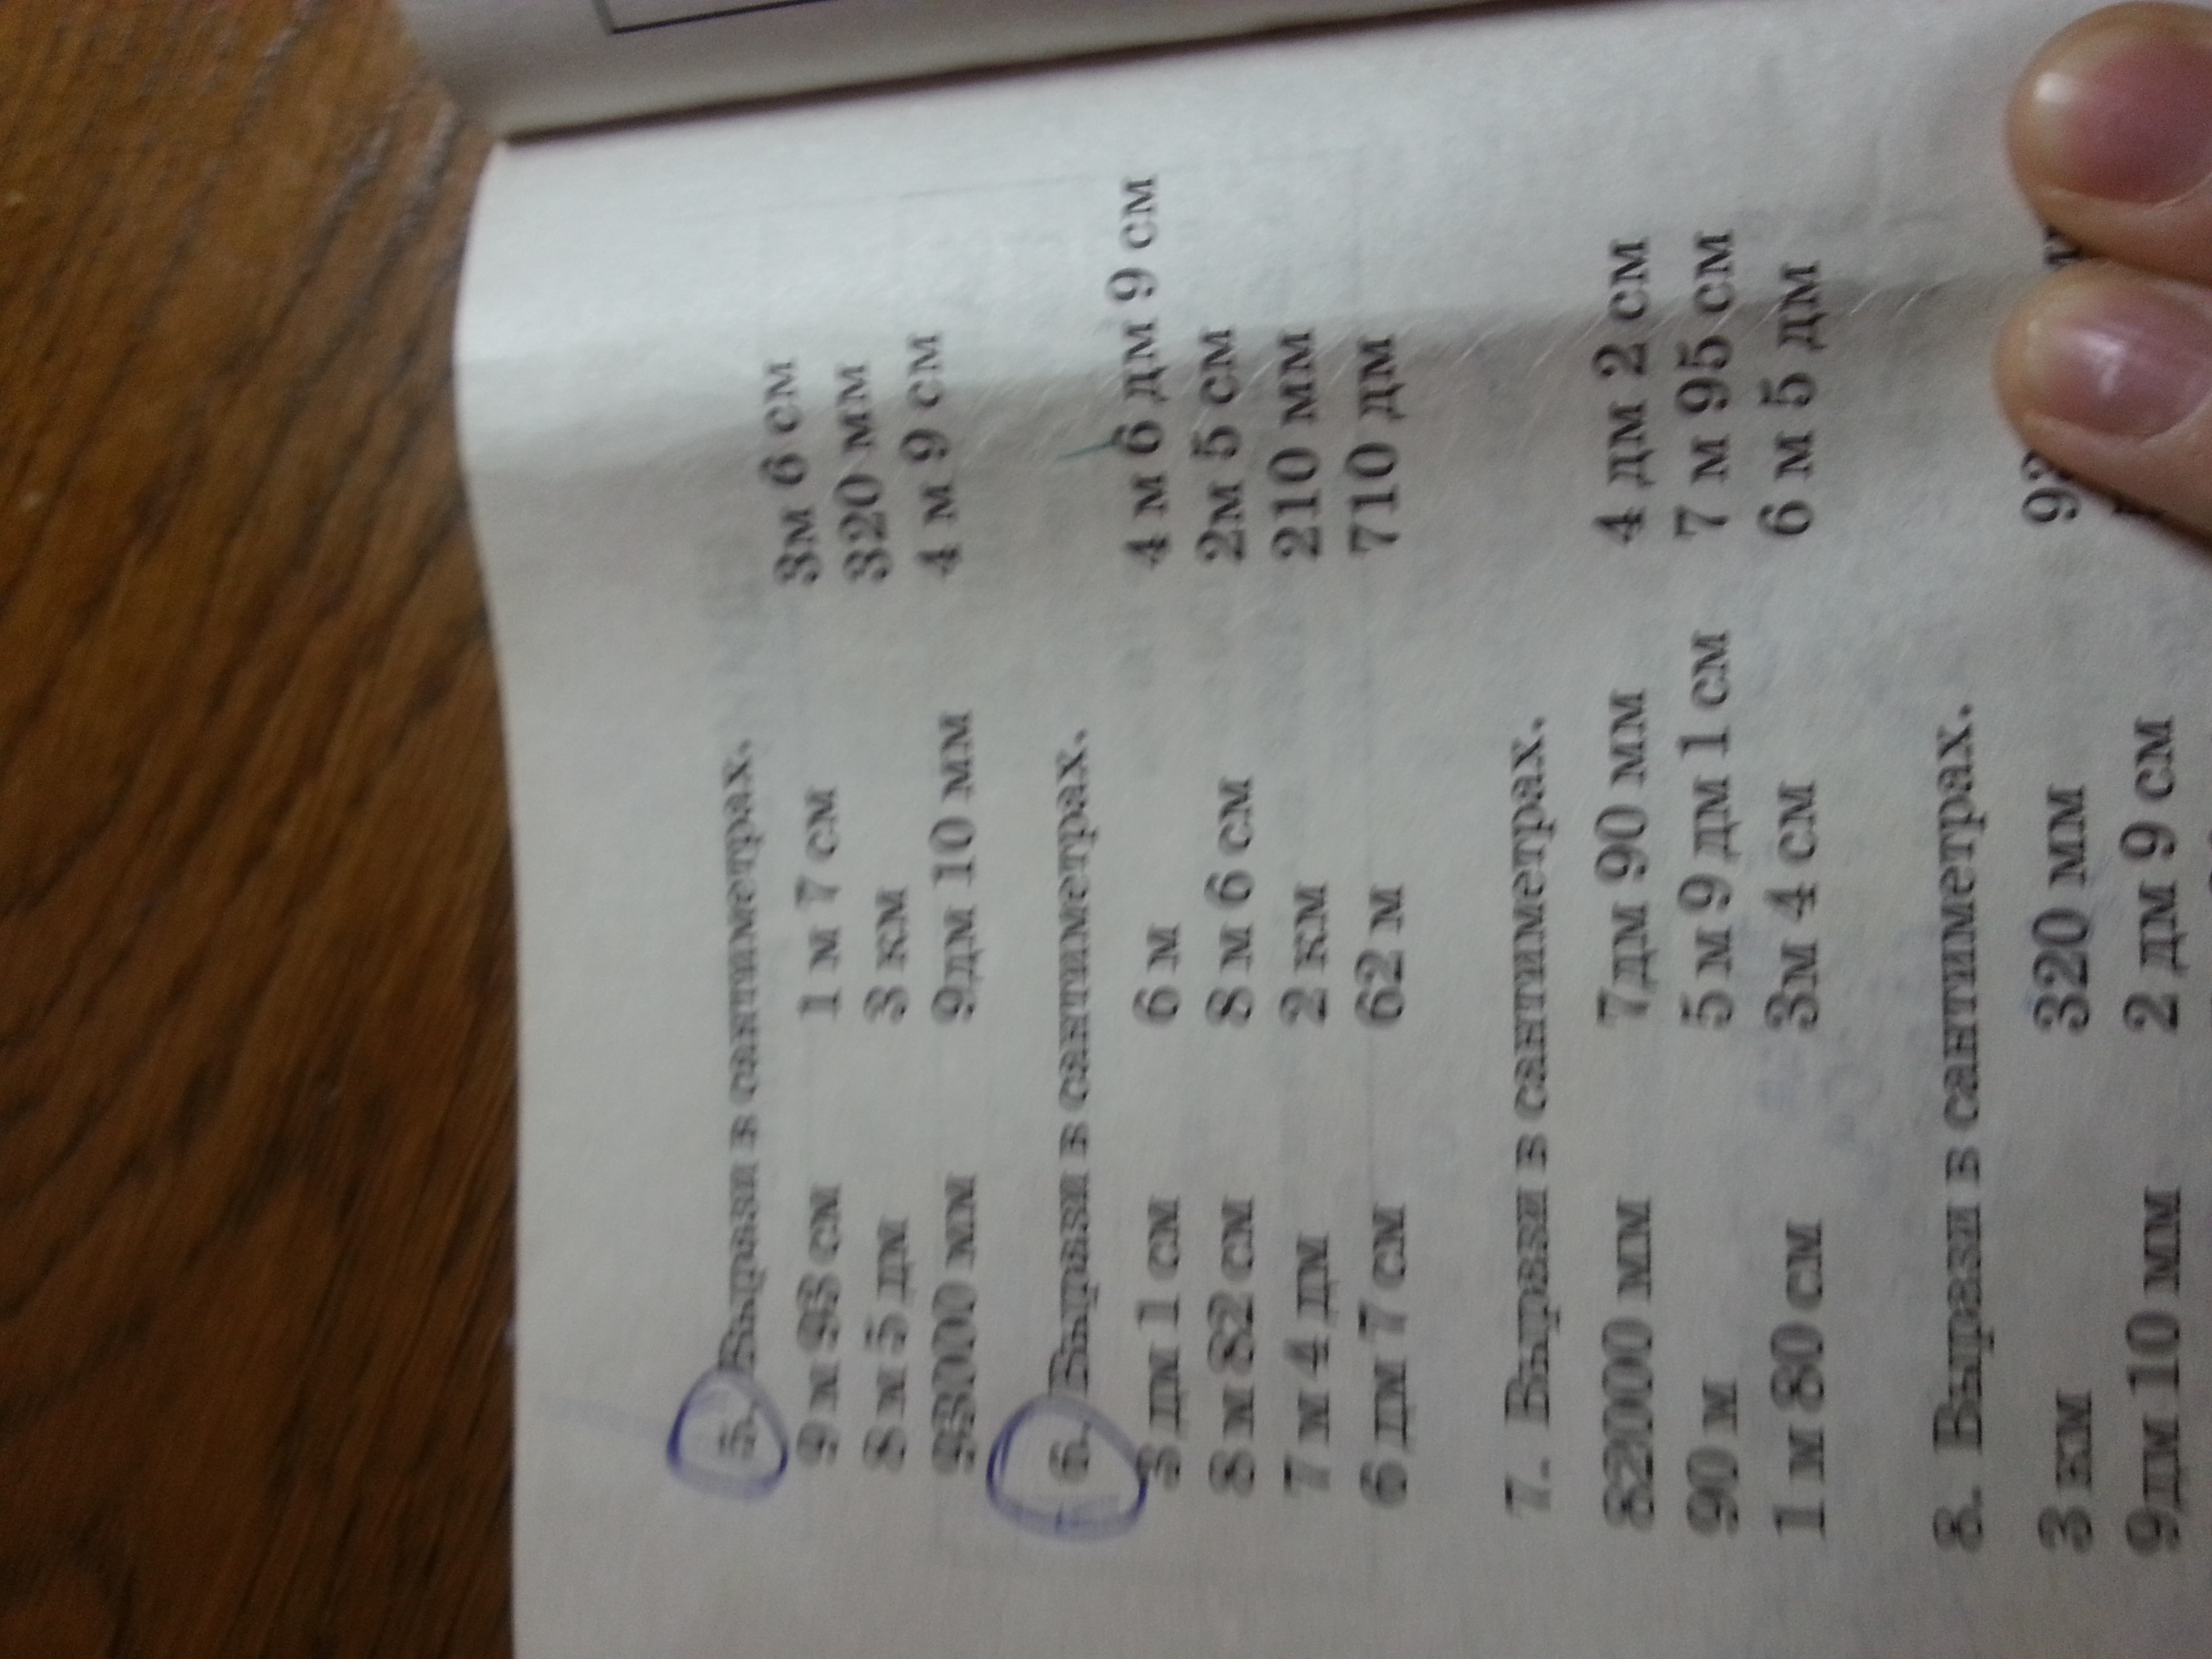 5. Вырази в сантиметрах.
9 м 93 см 1 м 7 см 3м 6 см
8 м 5 дм 3 км 320 мм
93000 мм 9дм 10 мм 4 м 9 см
6. Вырази в сантиметрах.
3 дм 1 см 6 м 4 м 6 дм 9 см
8 м 82 см 8 м 6 см 2м 5 см
7 м 4 дм 2 км 210 мм
6 дм 7 см 62 м 710 дм
7. Вырази в сантиметрах.
82000 мм 7дм 90 мм 4 дм 2 см
90 м 5 м 9 дм 1 см 7 м 95 см
1 м 80 см 3м 4 см 6 м 5 дм
8. Вырази в сантиметрах.
3 км 320 мм
9дм 10 мм 2 дм 9 см